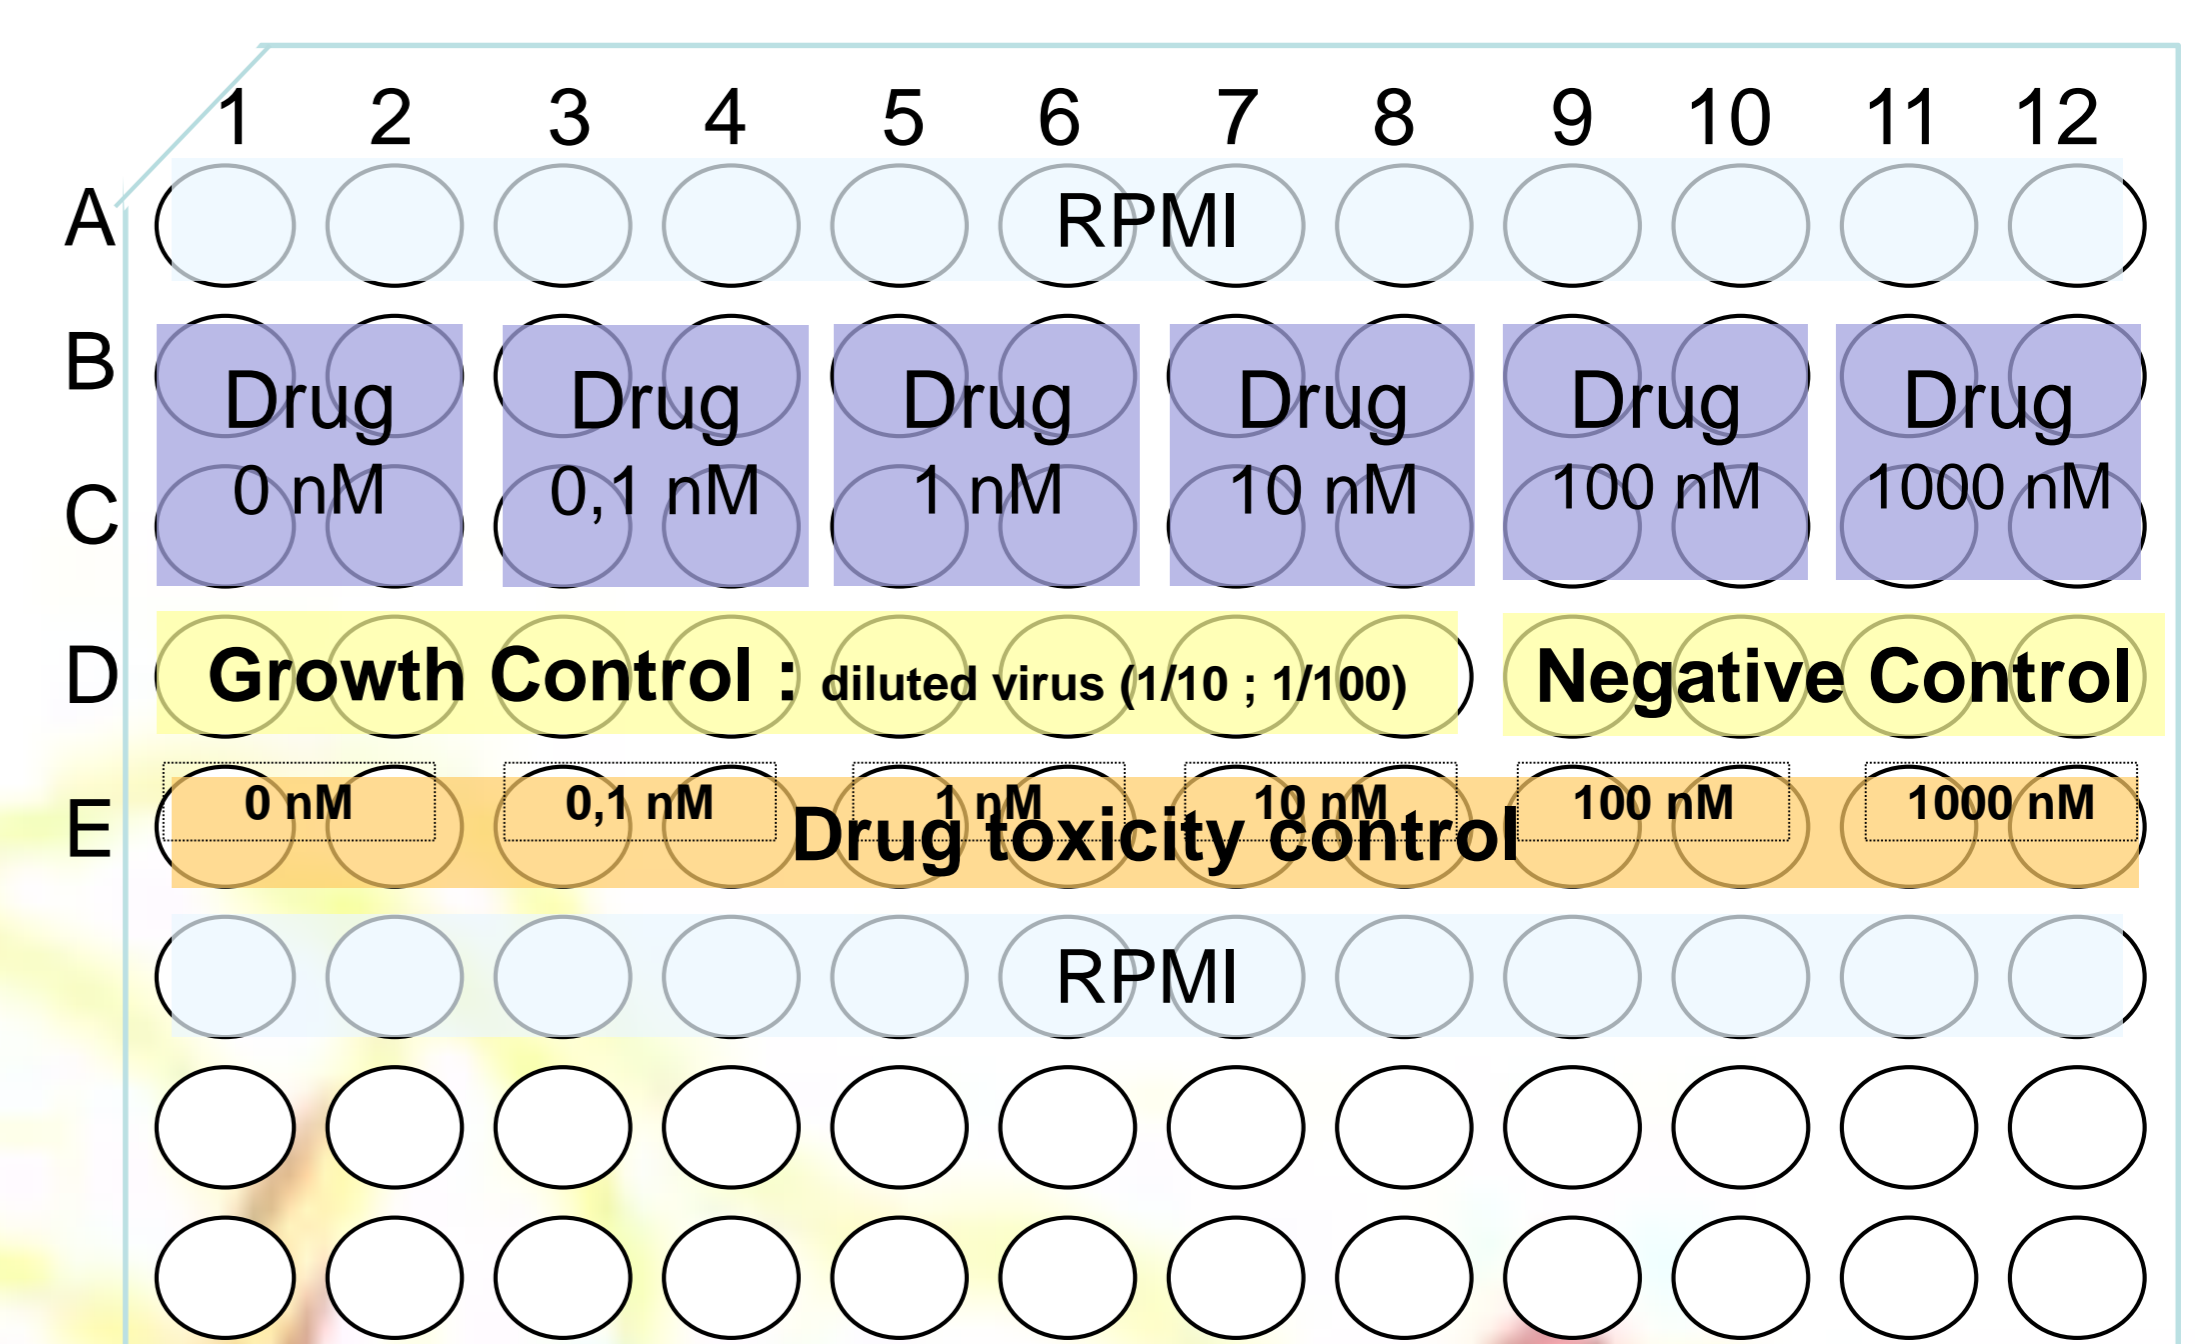 1 2 3 4 5 6 7 8 9 10 11 12
A RPMI
B
Drug Drug Drug Drug Drug Drug
0 nM 0,1 nM 1 nM 10 nM 100 nM 1000 nM
C
D Growth Control : diluted virus (1/10 ; 1/100) Negative Control
0 nM 0,1 nM 1 nM 10 nM 100 nM 1000 nM
E Drug toxicity control
RPMI